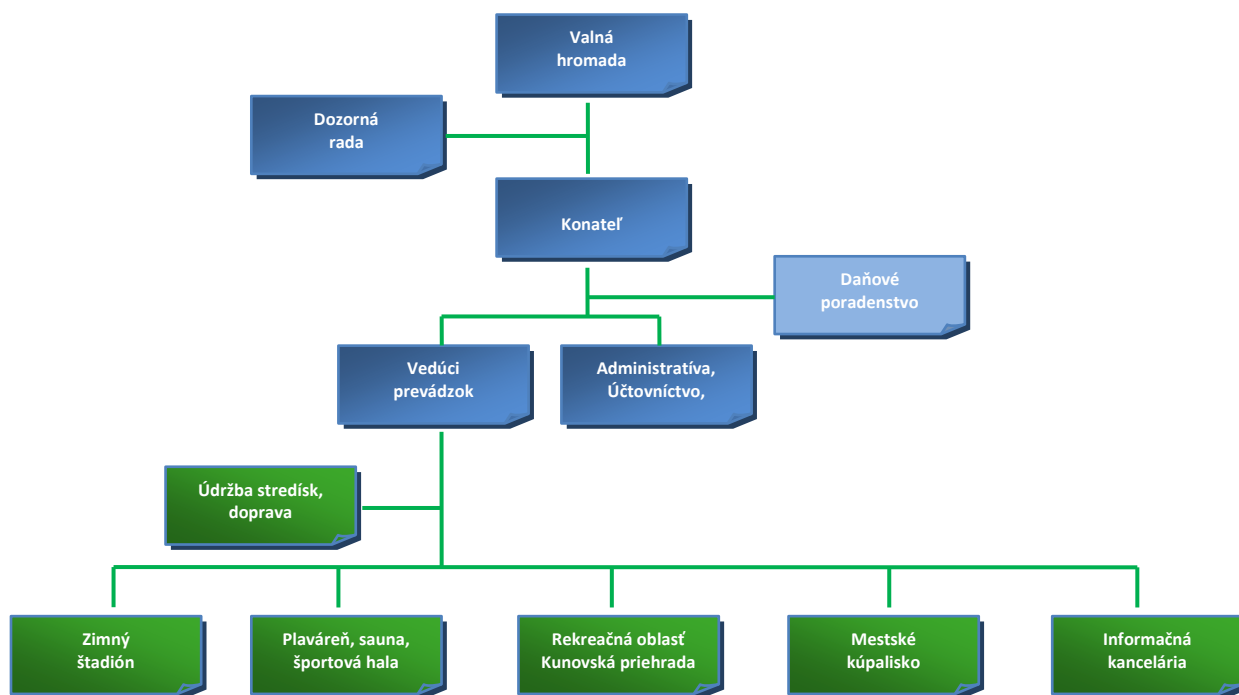 Valná
hromada
Dozorná
rada
Konateľ
Daňové
poradenstvo
Vedúci
prevádzok
Administratíva,
Účtovníctvo,
Údržba stredísk,
doprava
Zimný
štadión
Plaváreň, sauna,
športová hala
Rekreačná oblasť
Kunovská priehrada
Mestské
kúpalisko
Informačná
kancelária